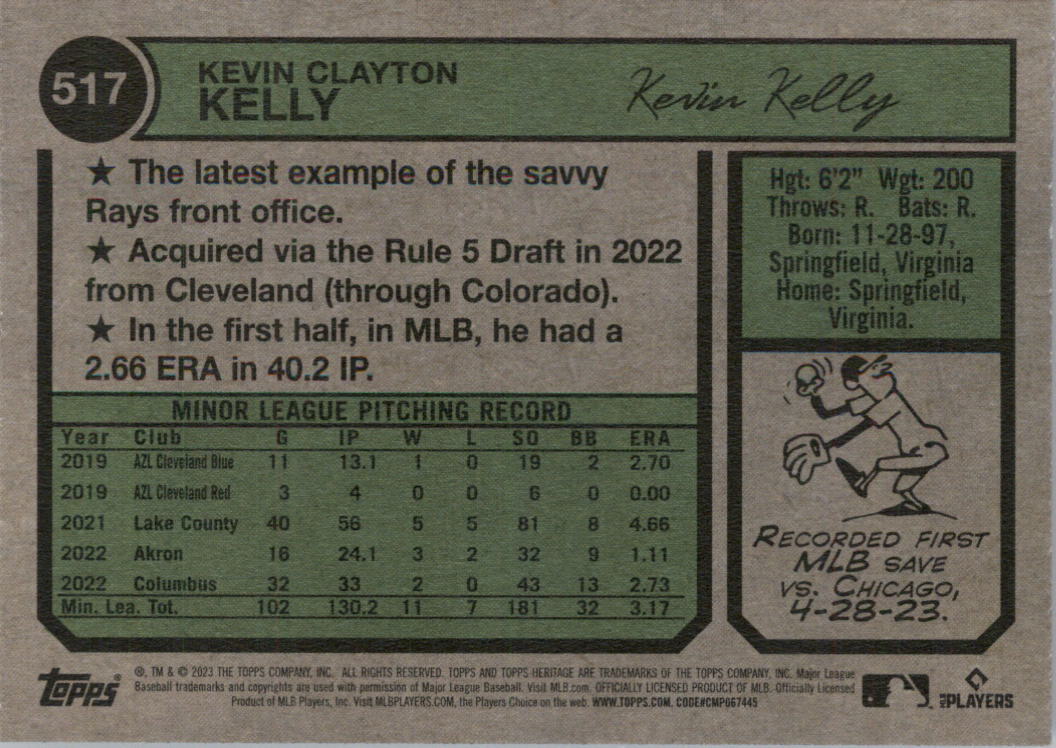 517
KEVIN CLAYTON
KELLY
Kevin Kelly
★ The latest example of the savvy
Rays front office.
★ Acquired via the Rule 5 Draft in 2022
from Cleveland (through Colorado).
★ In the first half, in MLB, he had a
2.66 ERA in 40.2 IP.
Hgt: 6'2" Wgt: 200
Throws: R. Bats: R.
Born: 11-28-97,
Springfield, Virginia
Home: Springfield,
Virginia.
MINOR LEAGUE PITCHING RECORD
Year Club G IP W L SO BB ERA
2019 AZL Cleveland Blue 11 13.1 1 0 19 2 2.70
2019 AZL Cleveland Red 3 4 0 0 6 0 0.00
2021 Lake County 40 56 5 5 81 8 4.66
2022 Akron 16 24.1 3 2 32 9 1.11
2022 Columbus 32 33 2 0 43 13 2.73
Min. Lea. Tot. 102 130.2 11 7 181 32 3.17
RECORDED FIRST
MLB SAVE
VS. CHICAGO,
4-28-23.
topps
®, TM & © 2023 THE TOPPS COMPANY, INC. ALL RIGHTS RESERVED. TOPPS AND TOPPS HERITAGE ARE TRADEMARKS OF THE TOPPS COMPANY, INC. Major League
Baseball trademarks and copyrights are used with permission of Major League Baseball. Visit MLB.com. OFFICIALLY LICENSED PRODUCT OF MLB. Officially Licensed
Product of MLB Players, Inc. Visit MLBPLAYERS.COM, the Players Choice on the web. WWW.TOPPS.COM. CODE#CMP067445
MLB PLAYERS